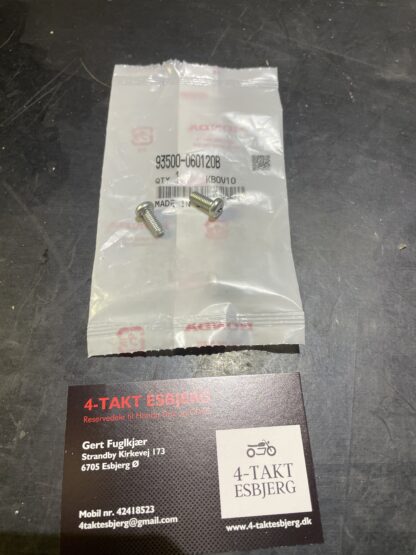 HONDA
93500-060120B
QTY
KBOV10
MADE IN
HONDA
4-TAKT ESBJERG
Gert Fuglkjær
Strandby Kirkevej 173
6705 Esbjerg Ø
4-TAKT
ESBJERG
Mobil nr. 42418523
4taktesbjerg@gmail.com
www.4-taktesbjerg.dk